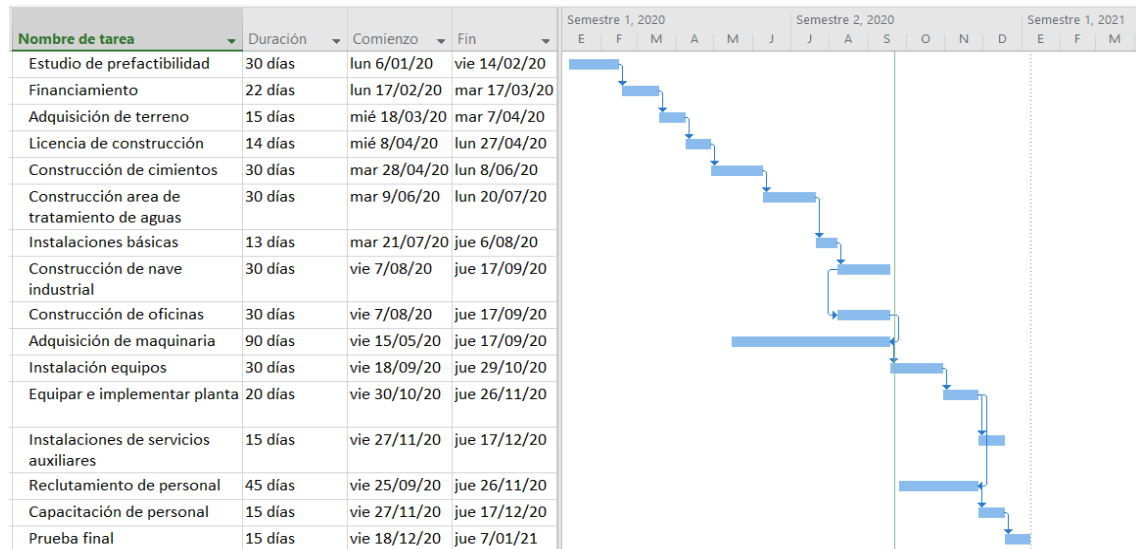 Semestre 1, 2020 Semestre 2, 2020 Semestre 1, 2021
Nombre de tarea Duración Comienzo Fin E F M A M J J A S O N D E F M
Estudio de prefactibilidad 30 días lun 6/01/20 vie 14/02/20
Financiamiento 22 días lun 17/02/20 mar 17/03/20
Adquisición de terreno 15 días mié 18/03/20 mar 7/04/20
Licencia de construcción 14 días mié 8/04/20 lun 27/04/20
Construcción de cimientos 30 días mar 28/04/20 lun 8/06/20
Construcción area de 30 días mar 9/06/20 lun 20/07/20
tratamiento de aguas
Instalaciones básicas 13 días mar 21/07/20 jue 6/08/20
Construcción de nave 30 días vie 7/08/20 jue 17/09/20
industrial
Construcción de oficinas 30 días vie 7/08/20 jue 17/09/20
Adquisición de maquinaria 90 días vie 15/05/20 jue 17/09/20
Instalación equipos 30 días vie 18/09/20 jue 29/10/20
Equipar e implementar planta 20 días vie 30/10/20 jue 26/11/20
Instalaciones de servicios 15 días vie 27/11/20 jue 17/12/20
auxiliares
Reclutamiento de personal 45 días vie 25/09/20 jue 26/11/20
Capacitación de personal 15 días vie 27/11/20 jue 17/12/20
Prueba final 15 días vie 18/12/20 jue 7/01/21